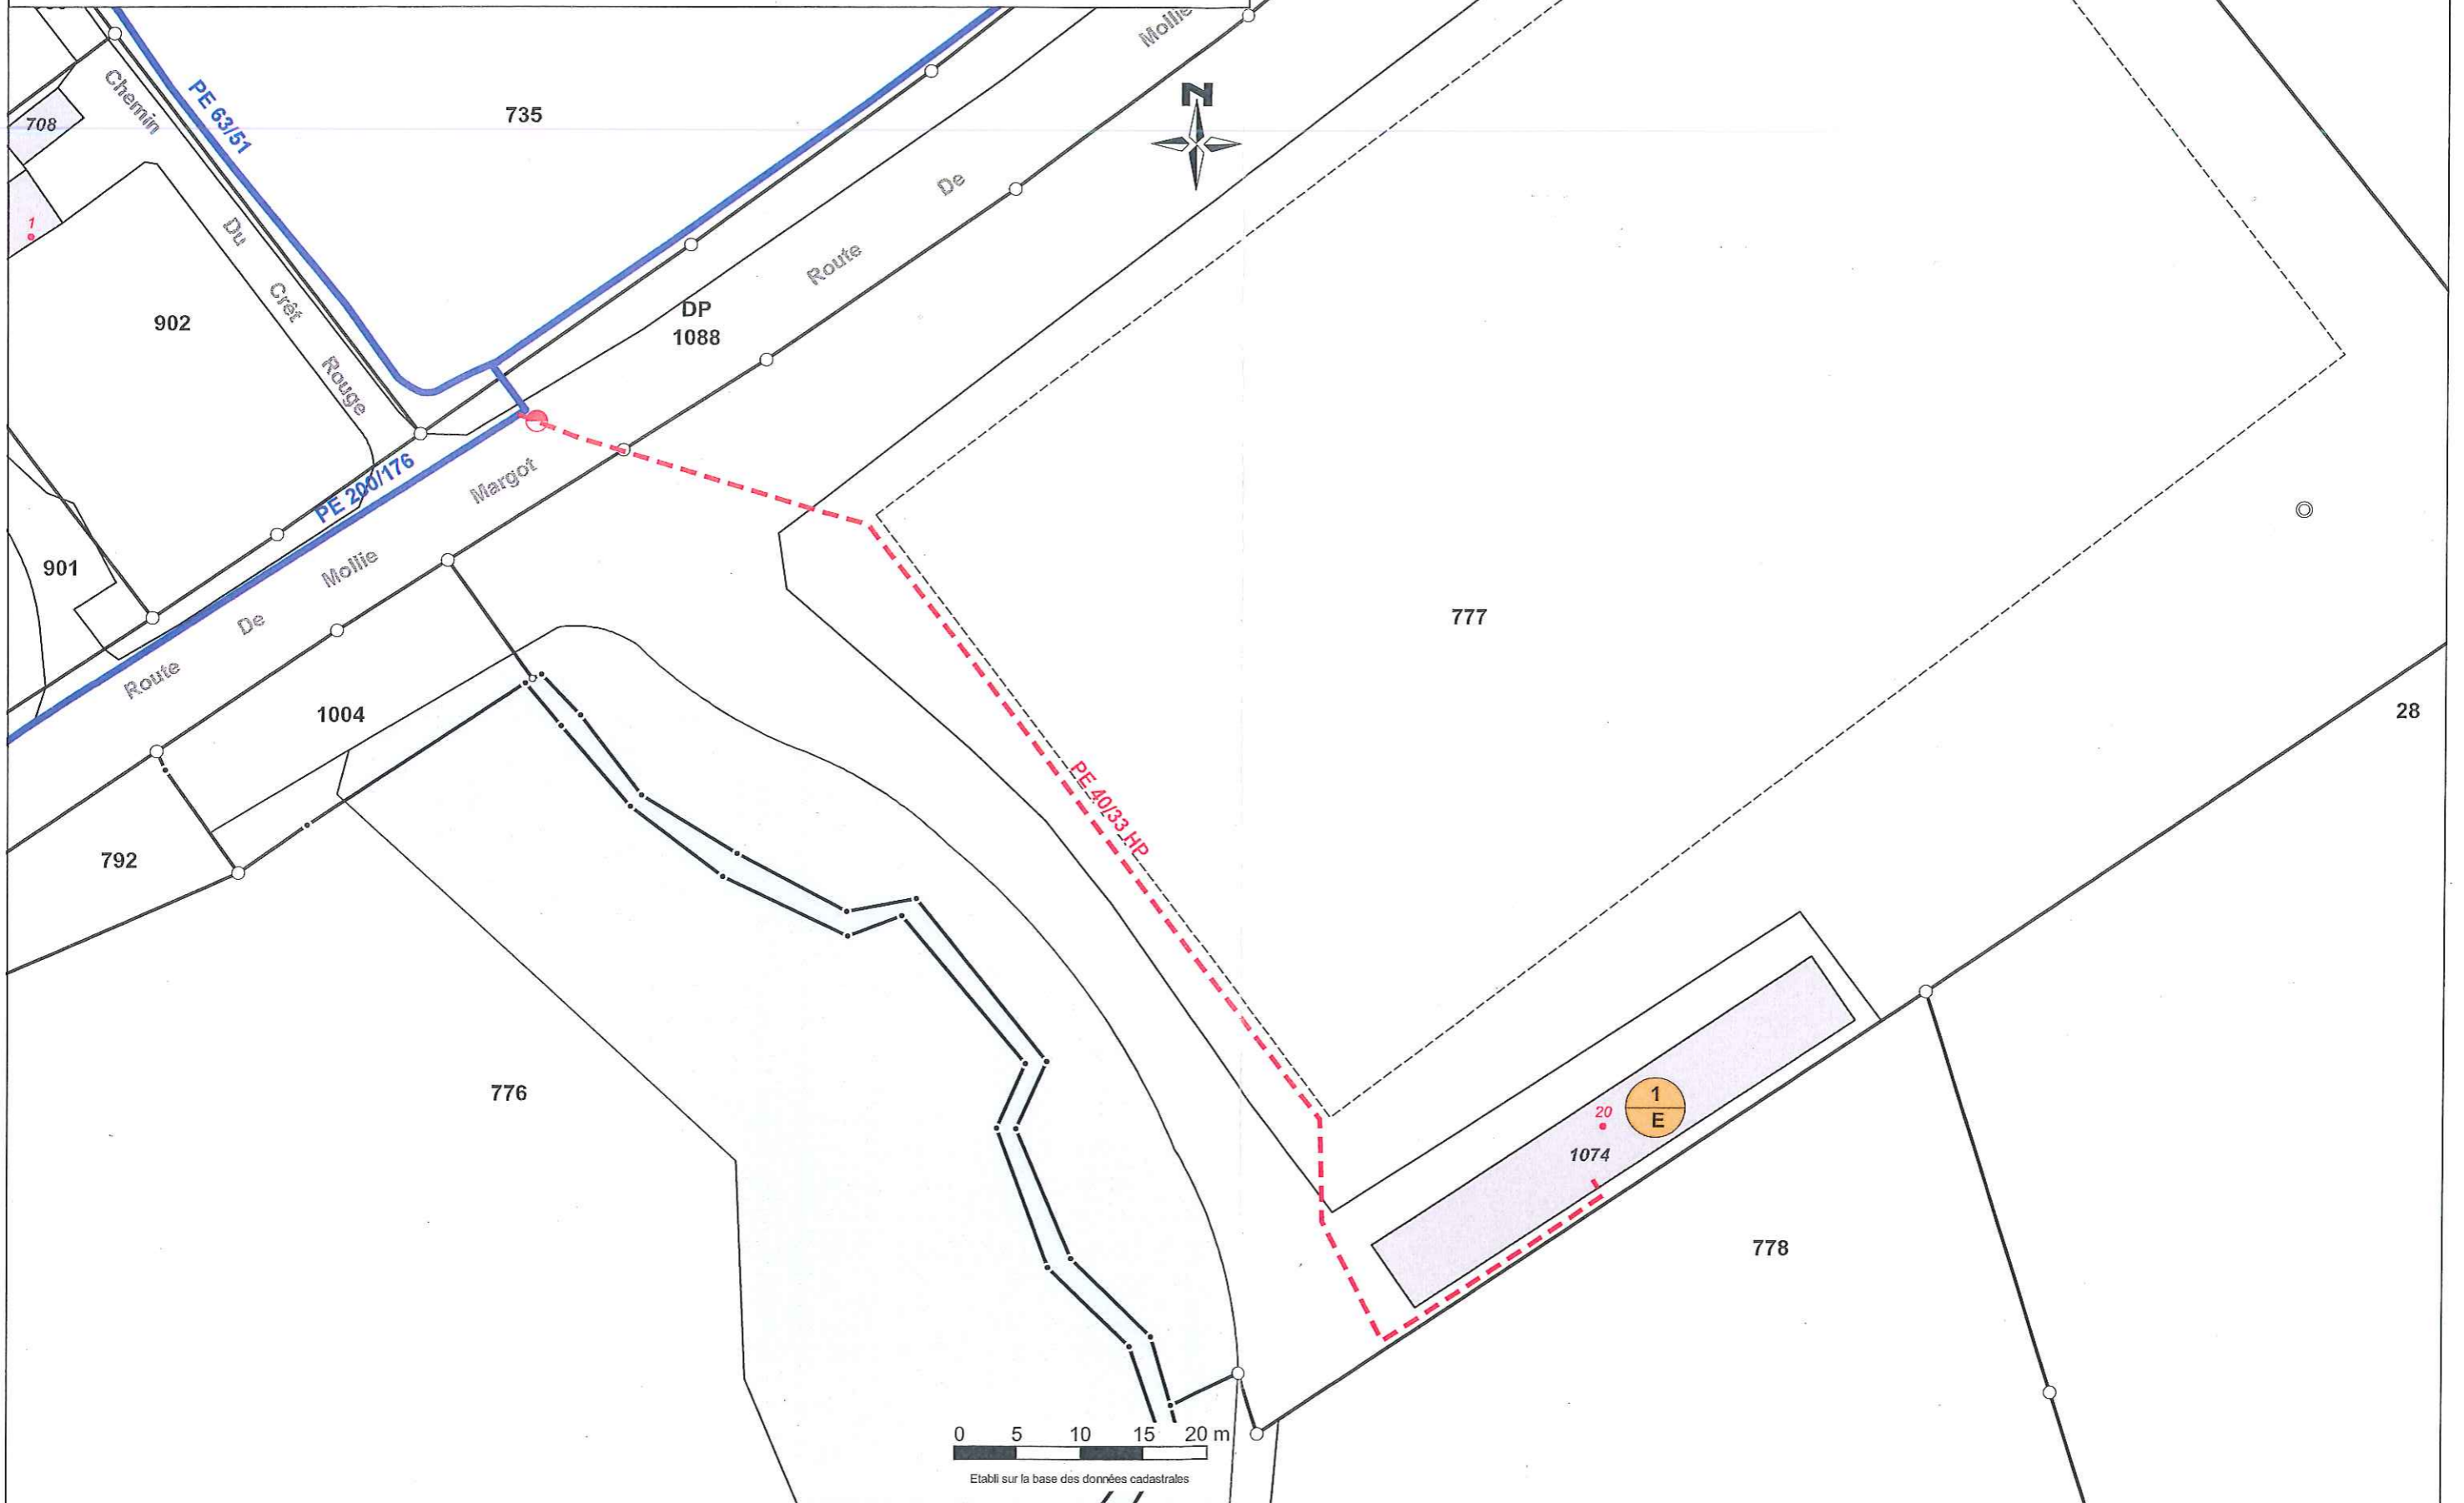 Mollie
N
Chemin
PE 63/51
735
708
De
1
Du
Route
Crêt
DP
1088
902
Rouge
PE 200/176
Margot
901
Mollie
777
De
Route
28
1004
PE 40/33 HP
792
776
1
E
20
1074
778
0 5 10 15 20 m
Etabli sur la base des données cadastrales